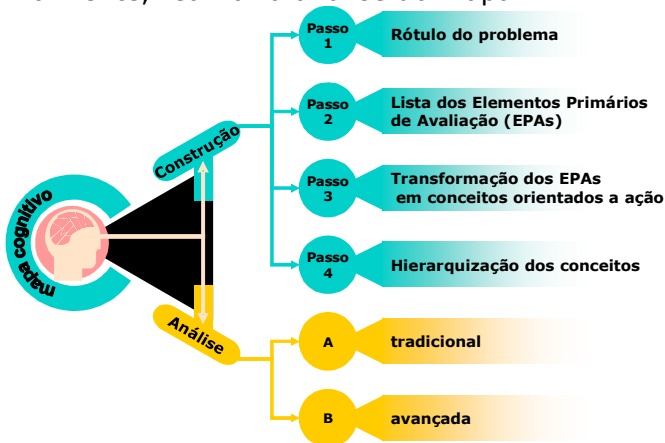 mapa cognitivo
Construção
Passo
1
Rótulo do problema
Passo
2
Lista dos Elementos Primários
de Avaliação (EPAs)
Passo
3
Transformação dos EPAs
em conceitos orientados a ação
Passo
4
Hierarquização dos conceitos
Análise
A
tradicional
B
avançada